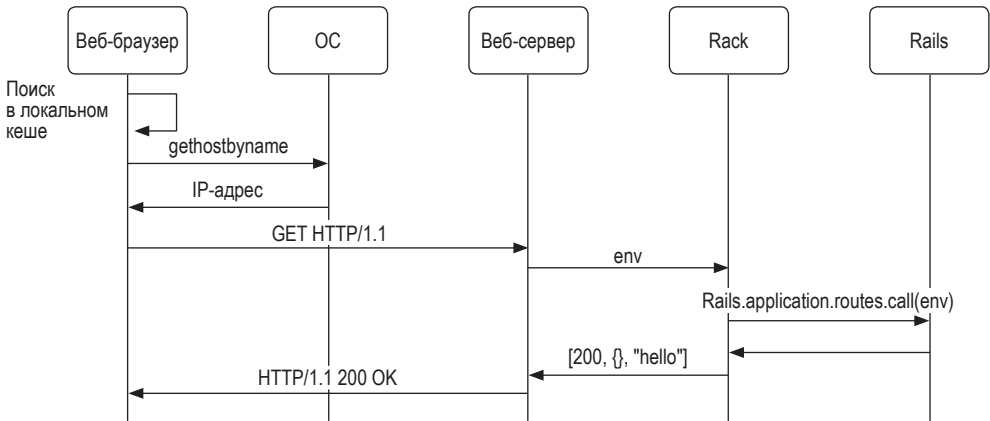 Веб-браузер
ОС
Веб-сервер
Rack
Rails
Поиск
в локальном
кеше
gethostbyname
IP-адрес
GET HTTP/1.1
env
Rails.application.routes.call(env)
[200, {}, "hello"]
HTTP/1.1 200 OK